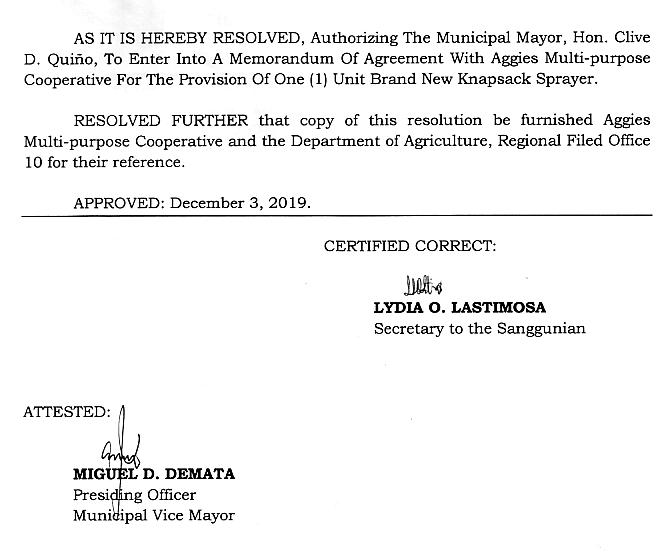 AS IT IS HEREBY RESOLVED, Authorizing The Municipal Mayor, Hon. Clive
D. Quiño, To Enter Into A Memorandum Of Agreement With Aggies Multi-purpose
Cooperative For The Provision Of One (1) Unit Brand New Knapsack Sprayer.
RESOLVED FURTHER that copy of this resolution be furnished Aggies
Multi-purpose Cooperative and the Department of Agriculture, Regional Filed Office
10 for their reference.
APPROVED: December 3, 2019.
CERTIFIED CORRECT:
LYDIA O. LASTIMOSA
Secretary to the Sanggunian
ATTESTED:
MIGUEL D. DEMATA
Presiding Officer
Municipal Vice Mayor